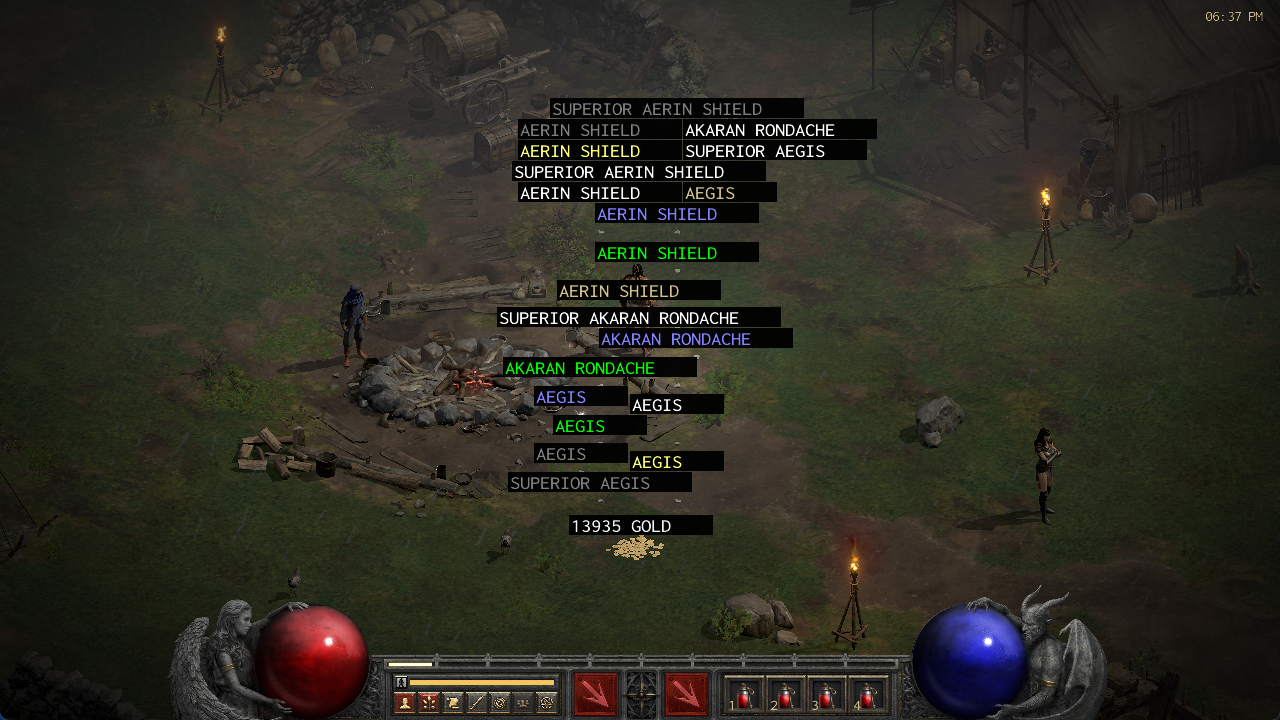 06:37 PM
SUPERIOR AERIN SHIELD
AERIN SHIELD AKARAN RONDACHE
AERIN SHIELD SUPERIOR AEGIS
SUPERIOR AERIN SHIELD
AERIN SHIELD AEGIS
AERIN SHIELD
AERIN SHIELD
AERIN SHIELD
SUPERIOR AKARAN RONDACHE
AKARAN RONDACHE
AKARAN RONDACHE
AEGIS AEGIS
AEGIS
AEGIS AEGIS
SUPERIOR AEGIS
13935 GOLD
1 2 3 4